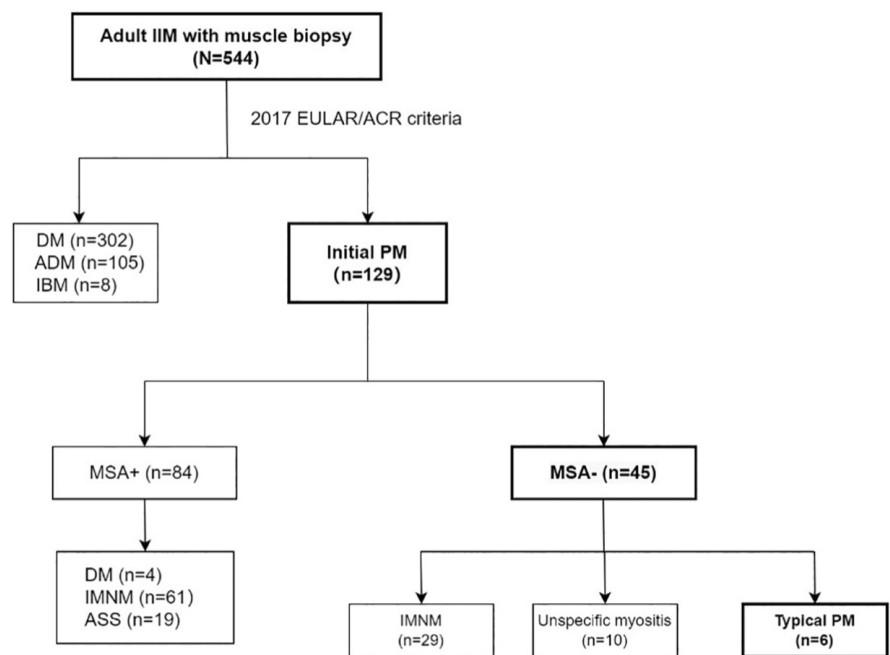 Adult IIM with muscle biopsy
(N=544)
2017 EULAR/ACR criteria
DM (n=302)
ADM (n=105)
IBM (n=8)
Initial PM
(n=129)
MSA+ (n=84)
MSA- (n=45)
DM (n=4)
IMNM (n=61)
ASS (n=19)
IMNM
(n=29)
Unspecific myositis
(n=10)
Typical PM
(n=6)